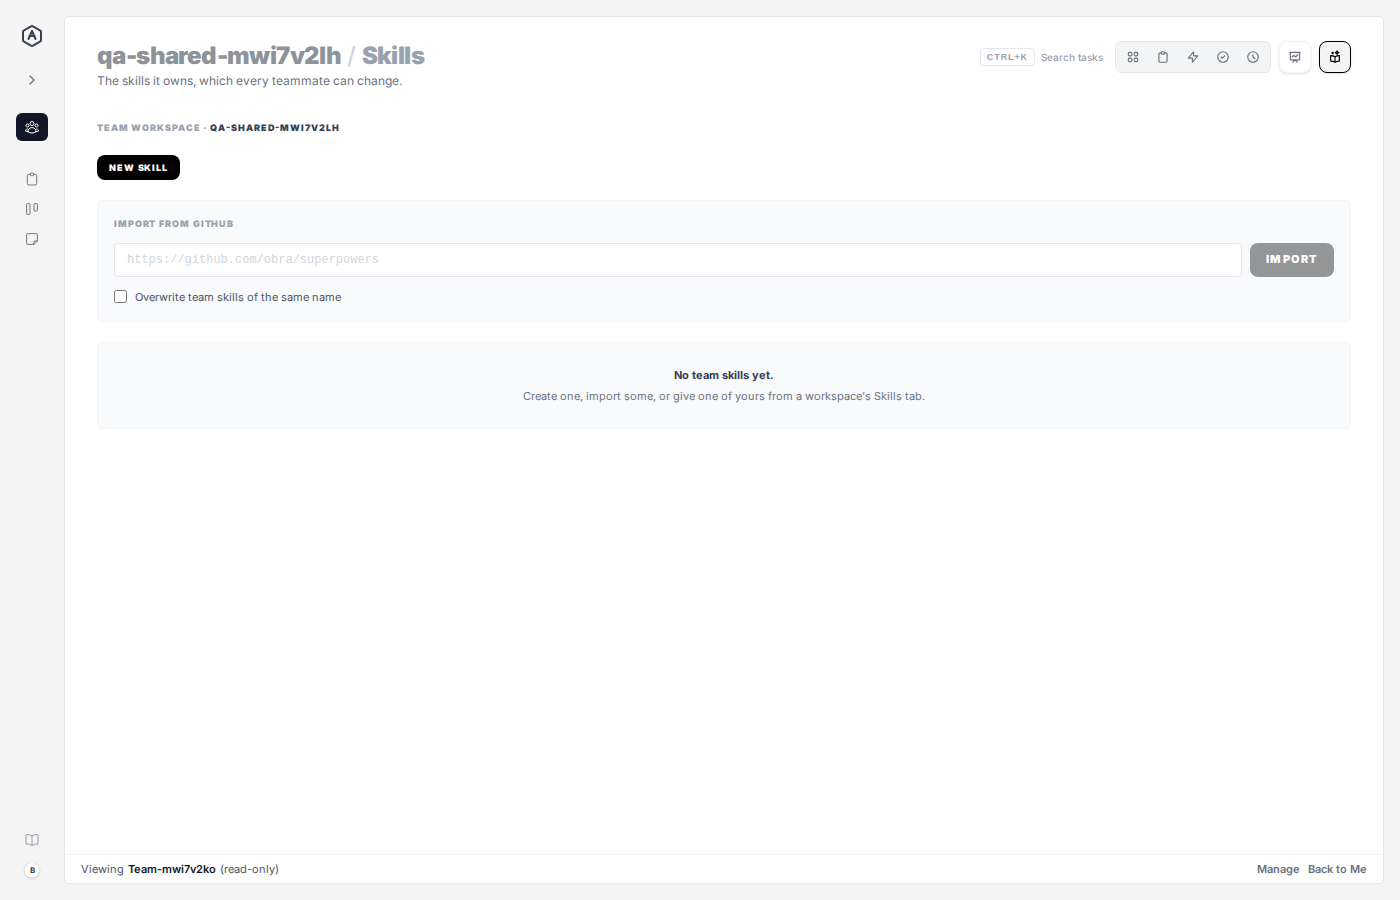 qa-shared-mwi7v2lh / Skills
The skills it owns, which every teammate can change.
CTRL+K Search tasks
TEAM WORKSPACE · QA-SHARED-MWI7V2LH
NEW SKILL
IMPORT FROM GITHUB
https://github.com/obra/superpowers
IMPORT
Overwrite team skills of the same name
No team skills yet.
Create one, import some, or give one of yours from a workspace's Skills tab.
B
Viewing Team-mwi7v2ko (read-only)
Manage Back to Me